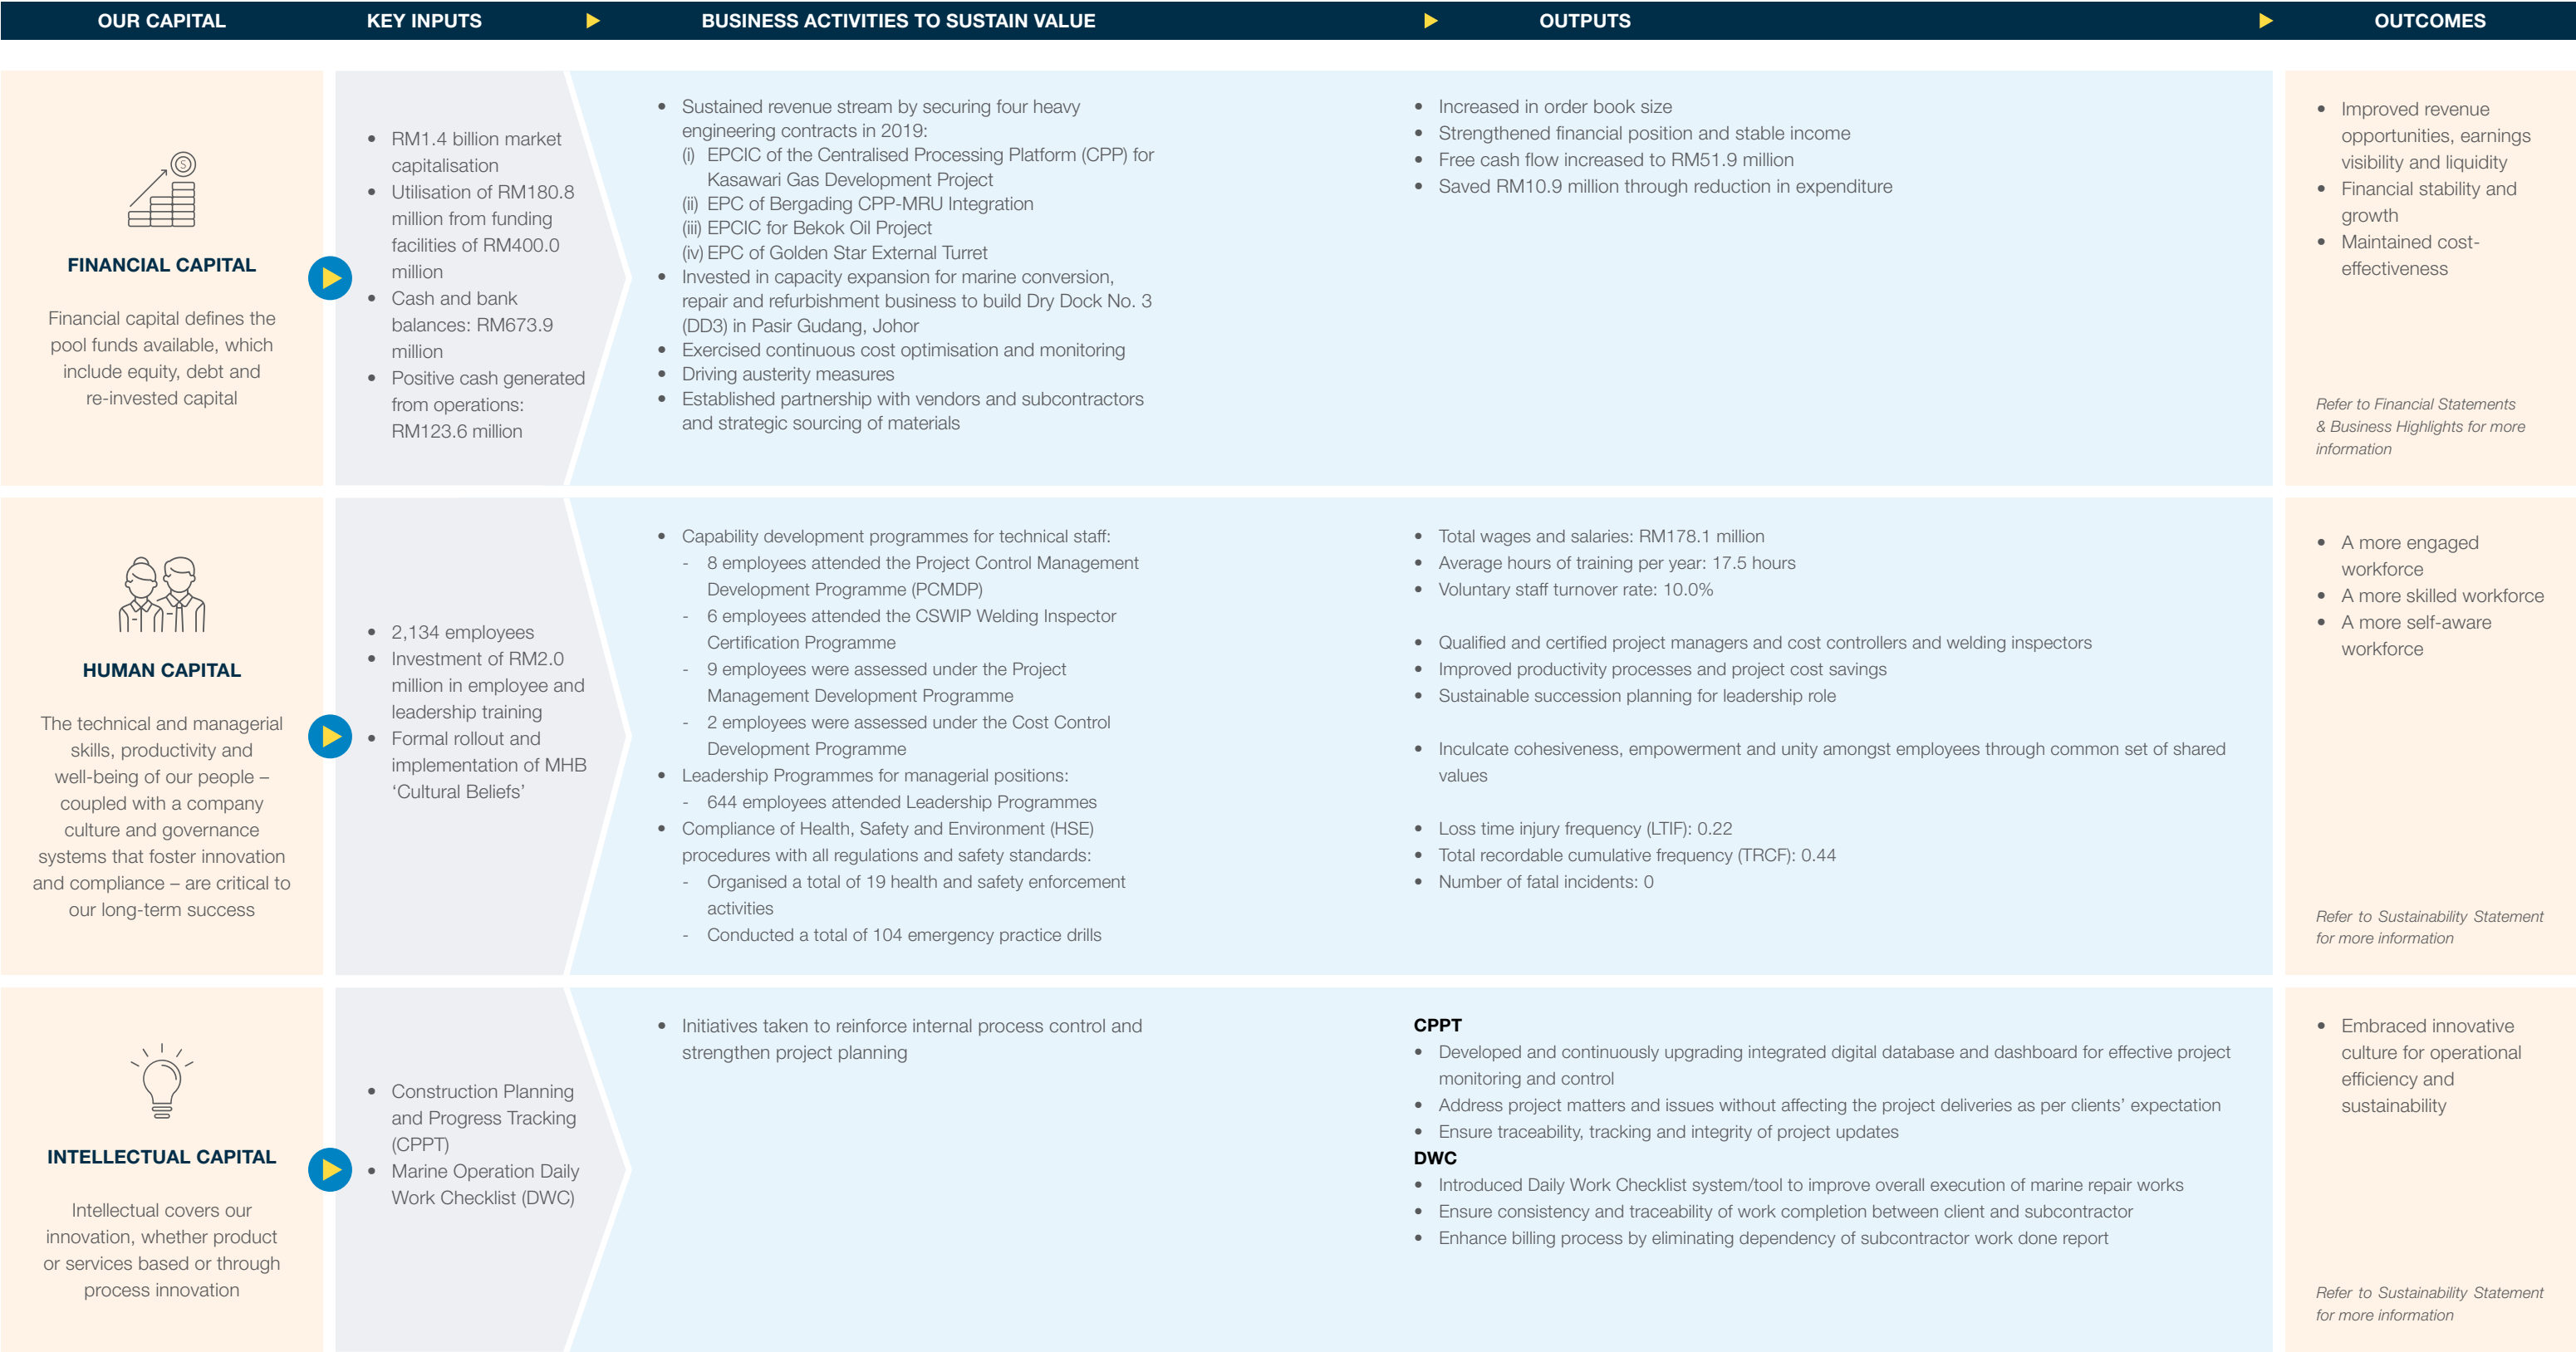 OUR CAPITAL
KEY INPUTS
BUSINESS ACTIVITIES TO SUSTAIN VALUE
OUTPUTS
OUTCOMES
FINANCIAL CAPITAL
Financial capital defines the
pool funds available, which
include equity, debt and
re-invested capital
• RM1.4 billion market
capitalisation
• Utilisation of RM180.8
million from funding
facilities of RM400.0
million
• Cash and bank
balances: RM673.9
million
• Positive cash generated
from operations:
RM123.6 million
• Sustained revenue stream by securing four heavy
engineering contracts in 2019:
(i) EPCIC of the Centralised Processing Platform (CPP) for
Kasawari Gas Development Project
(ii) EPC of Bergading CPP-MRU Integration
(iii) EPCIC for Bekok Oil Project
(iv) EPC of Golden Star External Turret
• Invested in capacity expansion for marine conversion,
repair and refurbishment business to build Dry Dock No. 3
(DD3) in Pasir Gudang, Johor
• Exercised continuous cost optimisation and monitoring
• Driving austerity measures
• Established partnership with vendors and subcontractors
and strategic sourcing of materials
• Increased in order book size
• Strengthened financial position and stable income
• Free cash flow increased to RM51.9 million
• Saved RM10.9 million through reduction in expenditure
• Improved revenue
opportunities, earnings
visibility and liquidity
• Financial stability and
growth
• Maintained cost-
effectiveness
Refer to Financial Statements
& Business Highlights for more
information
HUMAN CAPITAL
The technical and managerial
skills, productivity and
well-being of our people –
coupled with a company
culture and governance
systems that foster innovation
and compliance – are critical to
our long-term success
• 2,134 employees
• Investment of RM2.0
million in employee and
leadership training
• Formal rollout and
implementation of MHB
‘Cultural Beliefs’
• Capability development programmes for technical staff:
- 8 employees attended the Project Control Management
Development Programme (PCMDP)
- 6 employees attended the CSWIP Welding Inspector
Certification Programme
- 9 employees were assessed under the Project
Management Development Programme
- 2 employees were assessed under the Cost Control
Development Programme
• Leadership Programmes for managerial positions:
- 644 employees attended Leadership Programmes
• Compliance of Health, Safety and Environment (HSE)
procedures with all regulations and safety standards:
- Organised a total of 19 health and safety enforcement
activities
- Conducted a total of 104 emergency practice drills
• Total wages and salaries: RM178.1 million
• Average hours of training per year: 17.5 hours
• Voluntary staff turnover rate: 10.0%
• Qualified and certified project managers and cost controllers and welding inspectors
• Improved productivity processes and project cost savings
• Sustainable succession planning for leadership role
• Inculcate cohesiveness, empowerment and unity amongst employees through common set of shared
values
• Loss time injury frequency (LTIF): 0.22
• Total recordable cumulative frequency (TRCF): 0.44
• Number of fatal incidents: 0
• A more engaged
workforce
• A more skilled workforce
• A more self-aware
workforce
Refer to Sustainability Statement
for more information
INTELLECTUAL CAPITAL
Intellectual covers our
innovation, whether product
or services based or through
process innovation
• Construction Planning
and Progress Tracking
(CPPT)
• Marine Operation Daily
Work Checklist (DWC)
• Initiatives taken to reinforce internal process control and
strengthen project planning
CPPT
• Developed and continuously upgrading integrated digital database and dashboard for effective project
monitoring and control
• Address project matters and issues without affecting the project deliveries as per clients’ expectation
• Ensure traceability, tracking and integrity of project updates
DWC
• Introduced Daily Work Checklist system/tool to improve overall execution of marine repair works
• Ensure consistency and traceability of work completion between client and subcontractor
• Enhance billing process by eliminating dependency of subcontractor work done report
• Embraced innovative
culture for operational
efficiency and
sustainability
Refer to Sustainability Statement
for more information